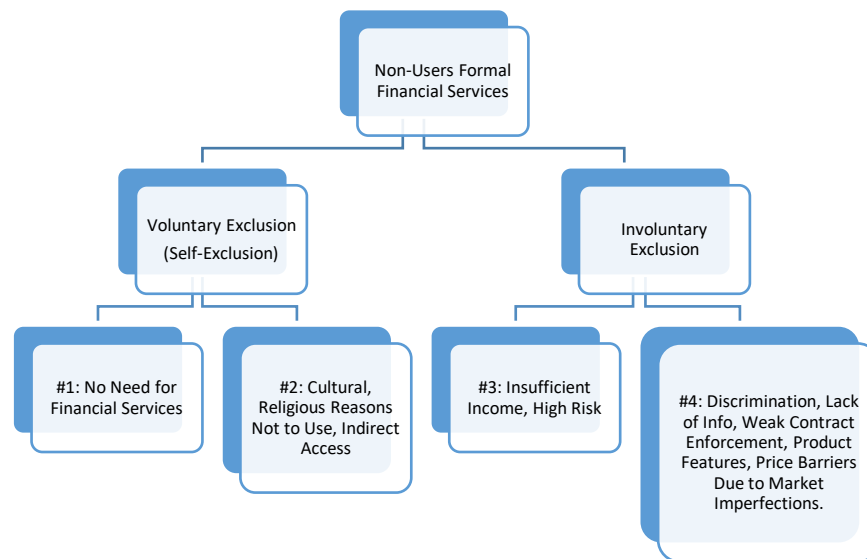 Non-Users Formal
Financial Services
Voluntary Exclusion
(Self-Exclusion)
Involuntary
Exclusion
#1: No Need for
Financial Services
#2: Cultural,
Religious Reasons
Not to Use, Indirect
Access
#3: Insufficient
Income, High Risk
#4: Discrimination, Lack
of Info, Weak Contract
Enforcement, Product
Features, Price Barriers
Due to Market
Imperfections.